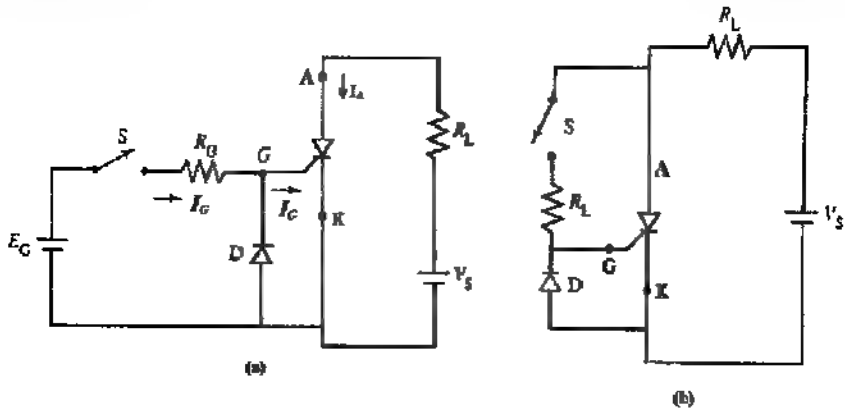 S
R_G
G
I_G
I_G
E_G
D
A
I_A
K
R_L
V_S
(a)
R_L
S
A
R_L
G
D
K
V_S
(b)